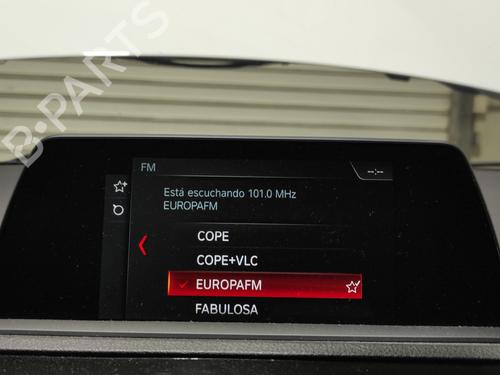 B-PARTS
FM
--:--
Está escuchando 101.0 MHz
EUROPAFM
COPE
COPE+VLC
EUROPAFM
FABULOSA